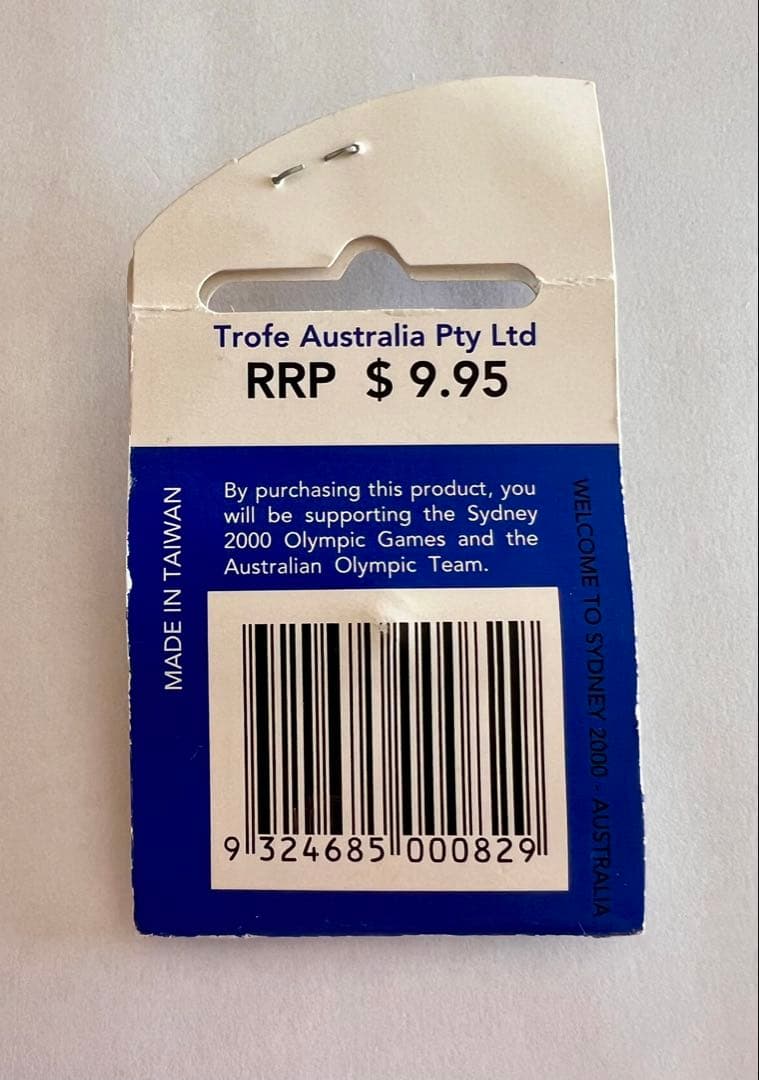 Trofe Australia Pty Ltd
RRP $ 9.95
MADE IN TAIWAN
By purchasing this product, you
will be supporting the Sydney
2000 Olympic Games and the
Australian Olympic Team.
WELCOME TO SYDNEY 2000 - AUSTRALIA
9 324685 000829